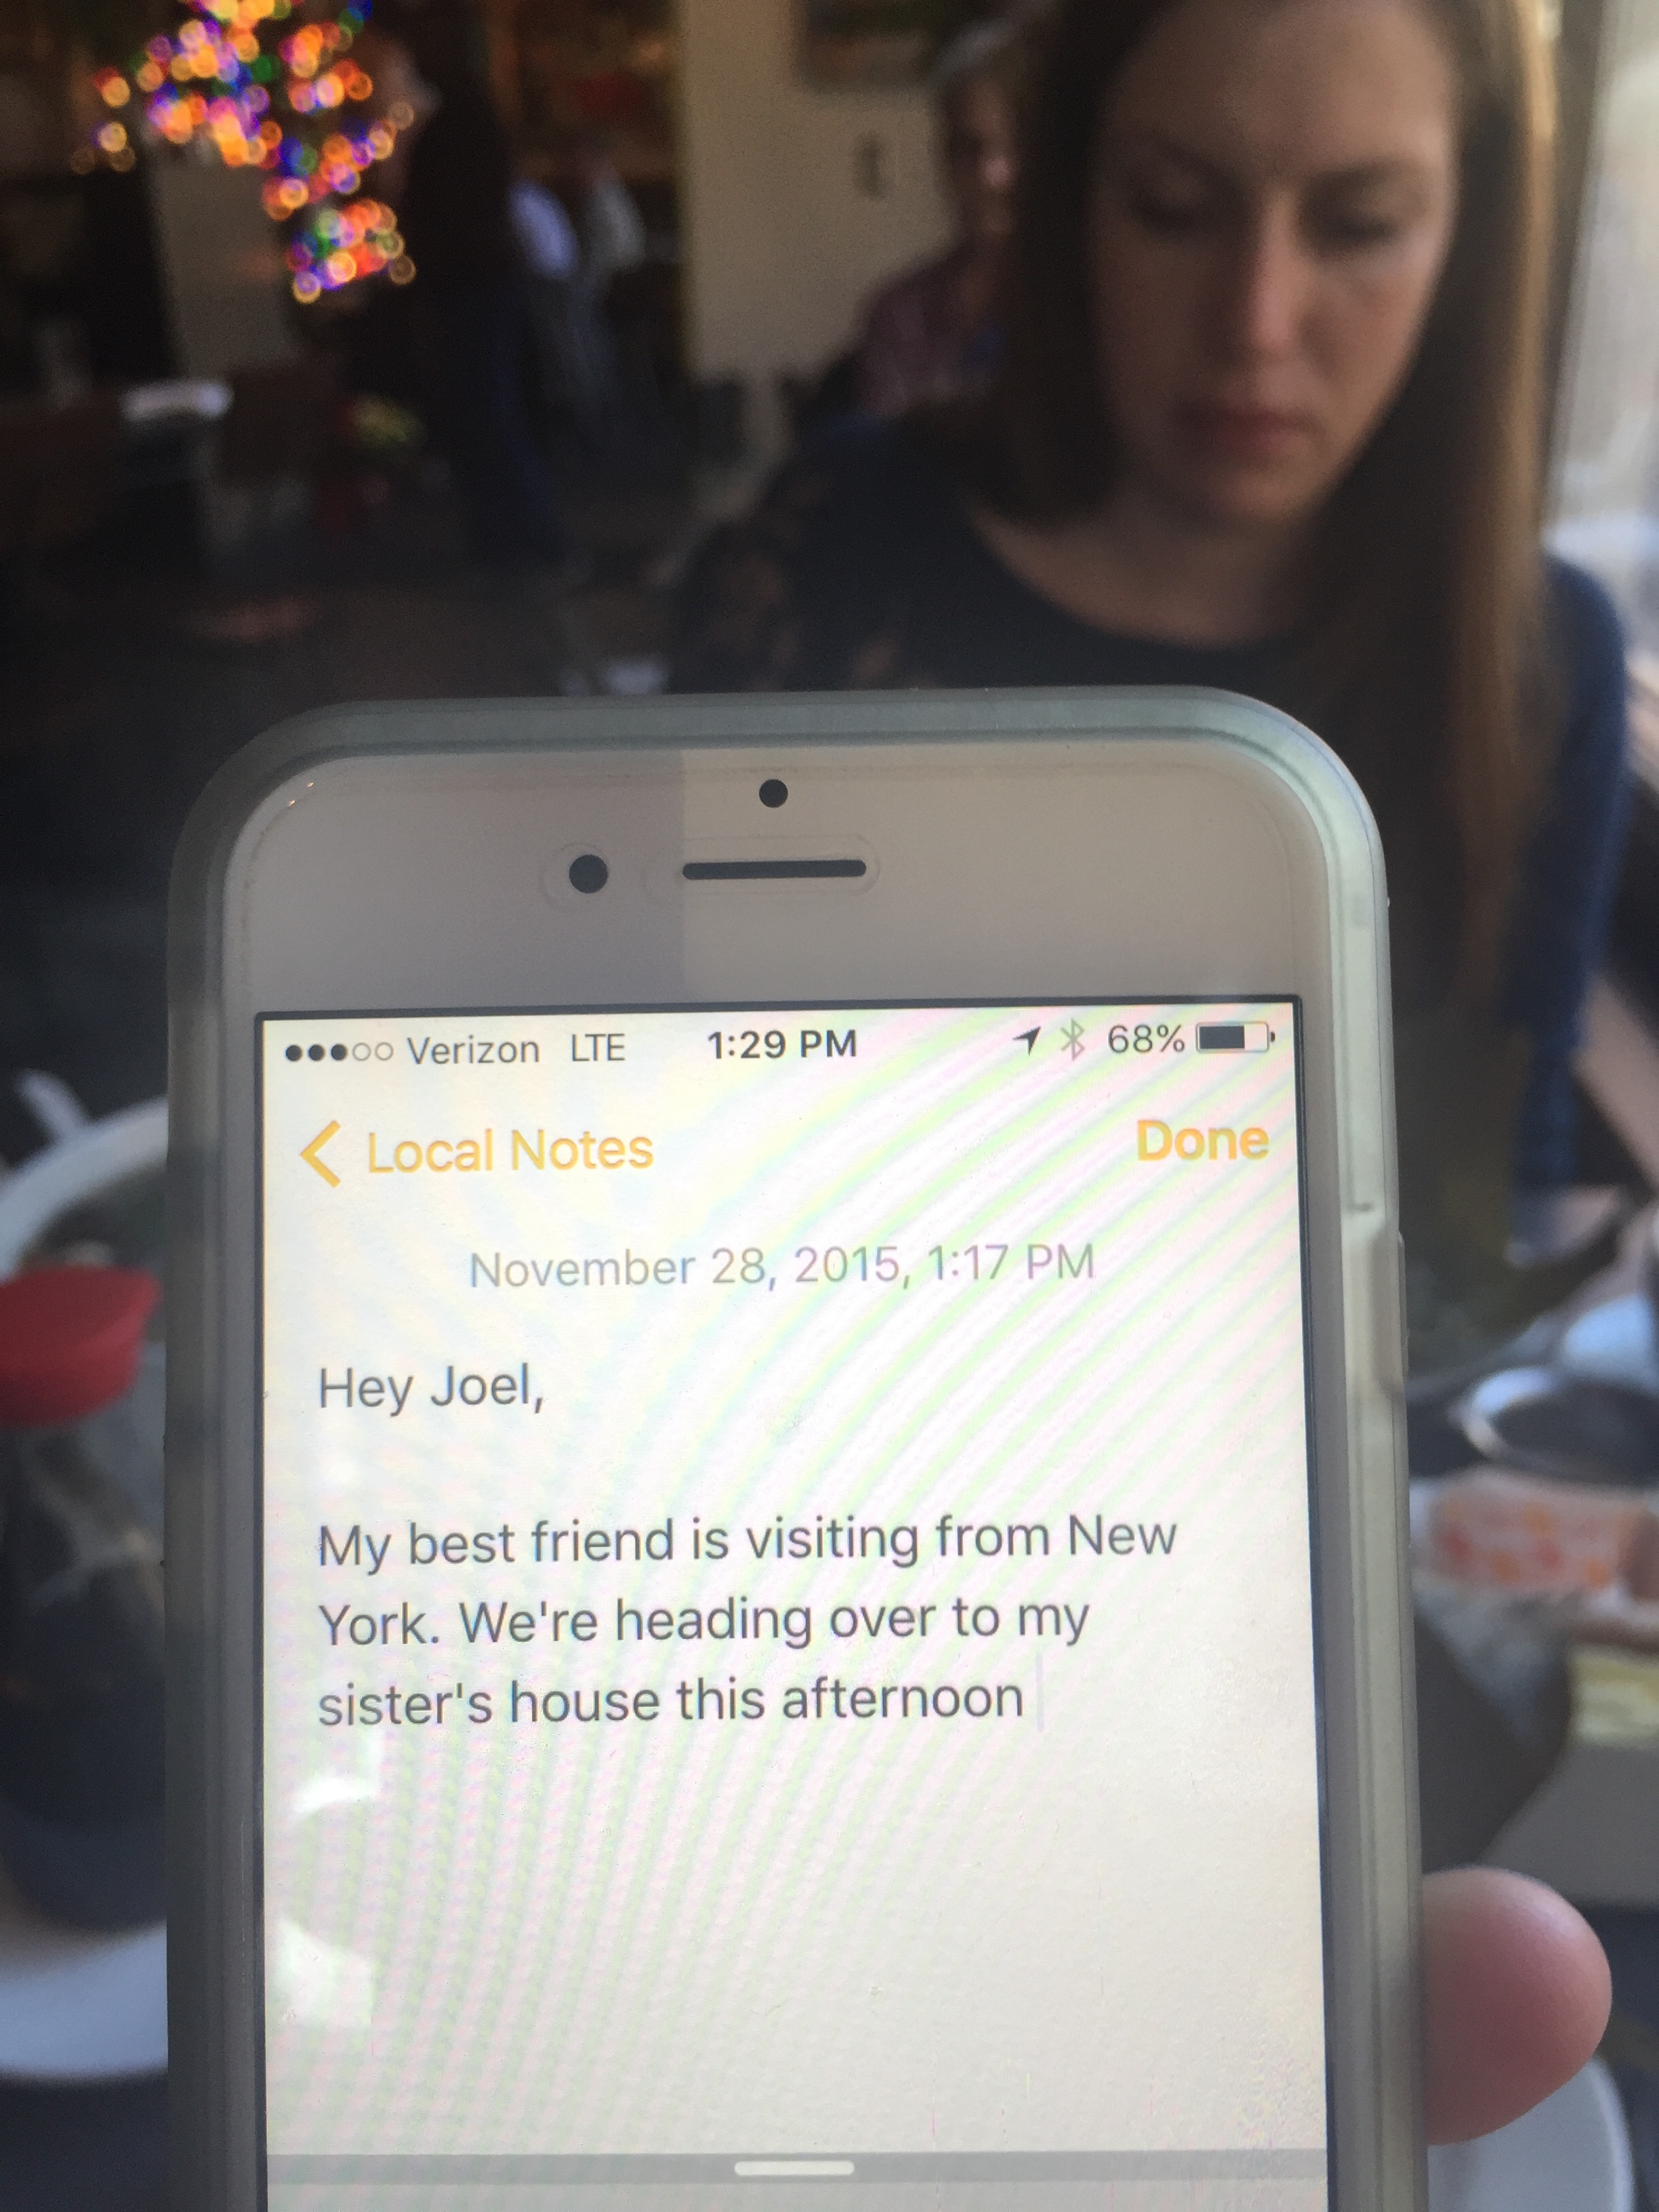 Verizon LTE 1:29 PM 68%
Local Notes Done
November 28, 2015, 1:17 PM
Hey Joel,
My best friend is visiting from New
York. We're heading over to my
sister's house this afternoon